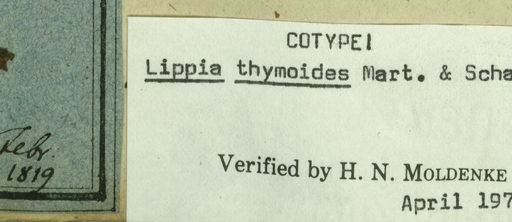 COTYPE!
Lippia thymoides Mart. & Scha
Febr.
1819
Verified by H. N. MOLDENKE
April 197